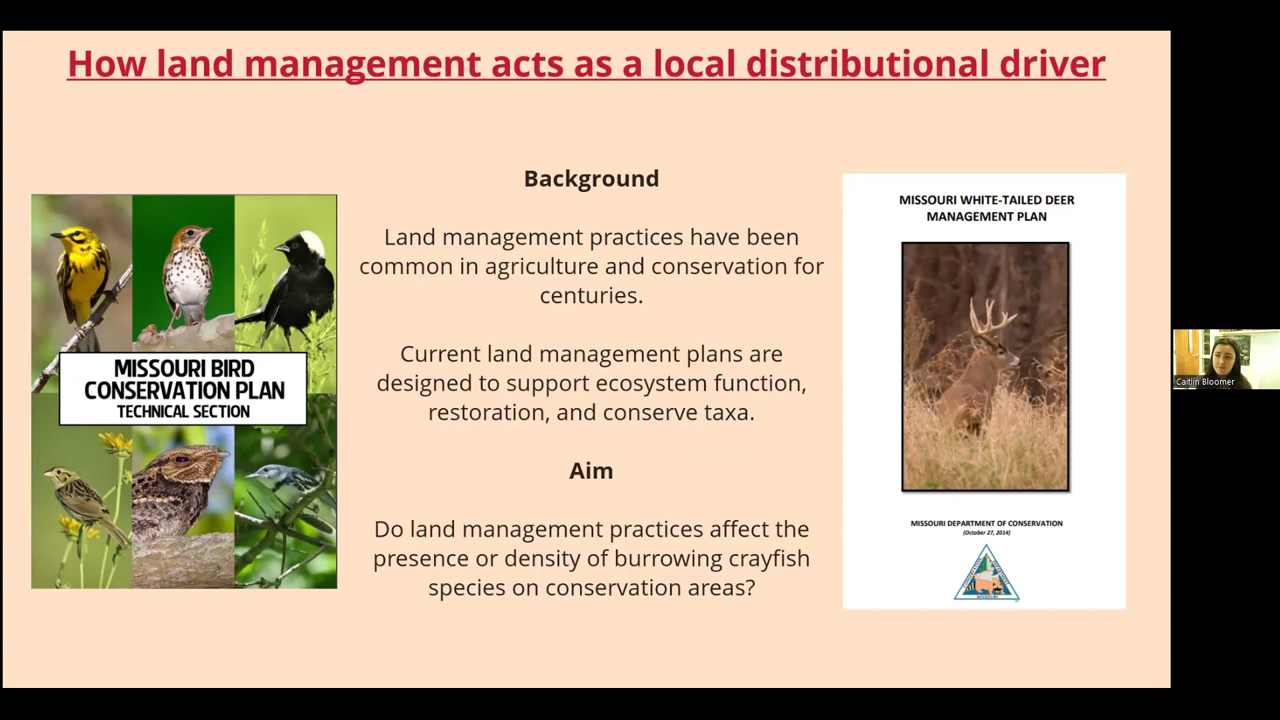 How land management acts as a local distributional driver
MISSOURI BIRD
CONSERVATION PLAN
TECHNICAL SECTION
Background
Land management practices have been
common in agriculture and conservation for
centuries.
Current land management plans are
designed to support ecosystem function,
restoration, and conserve taxa.
Aim
Do land management practices affect the
presence or density of burrowing crayfish
species on conservation areas?
MISSOURI WHITE-TAILED DEER
MANAGEMENT PLAN
MISSOURI DEPARTMENT OF CONSERVATION
(October 27, 2014)
Caitlin Bloomer